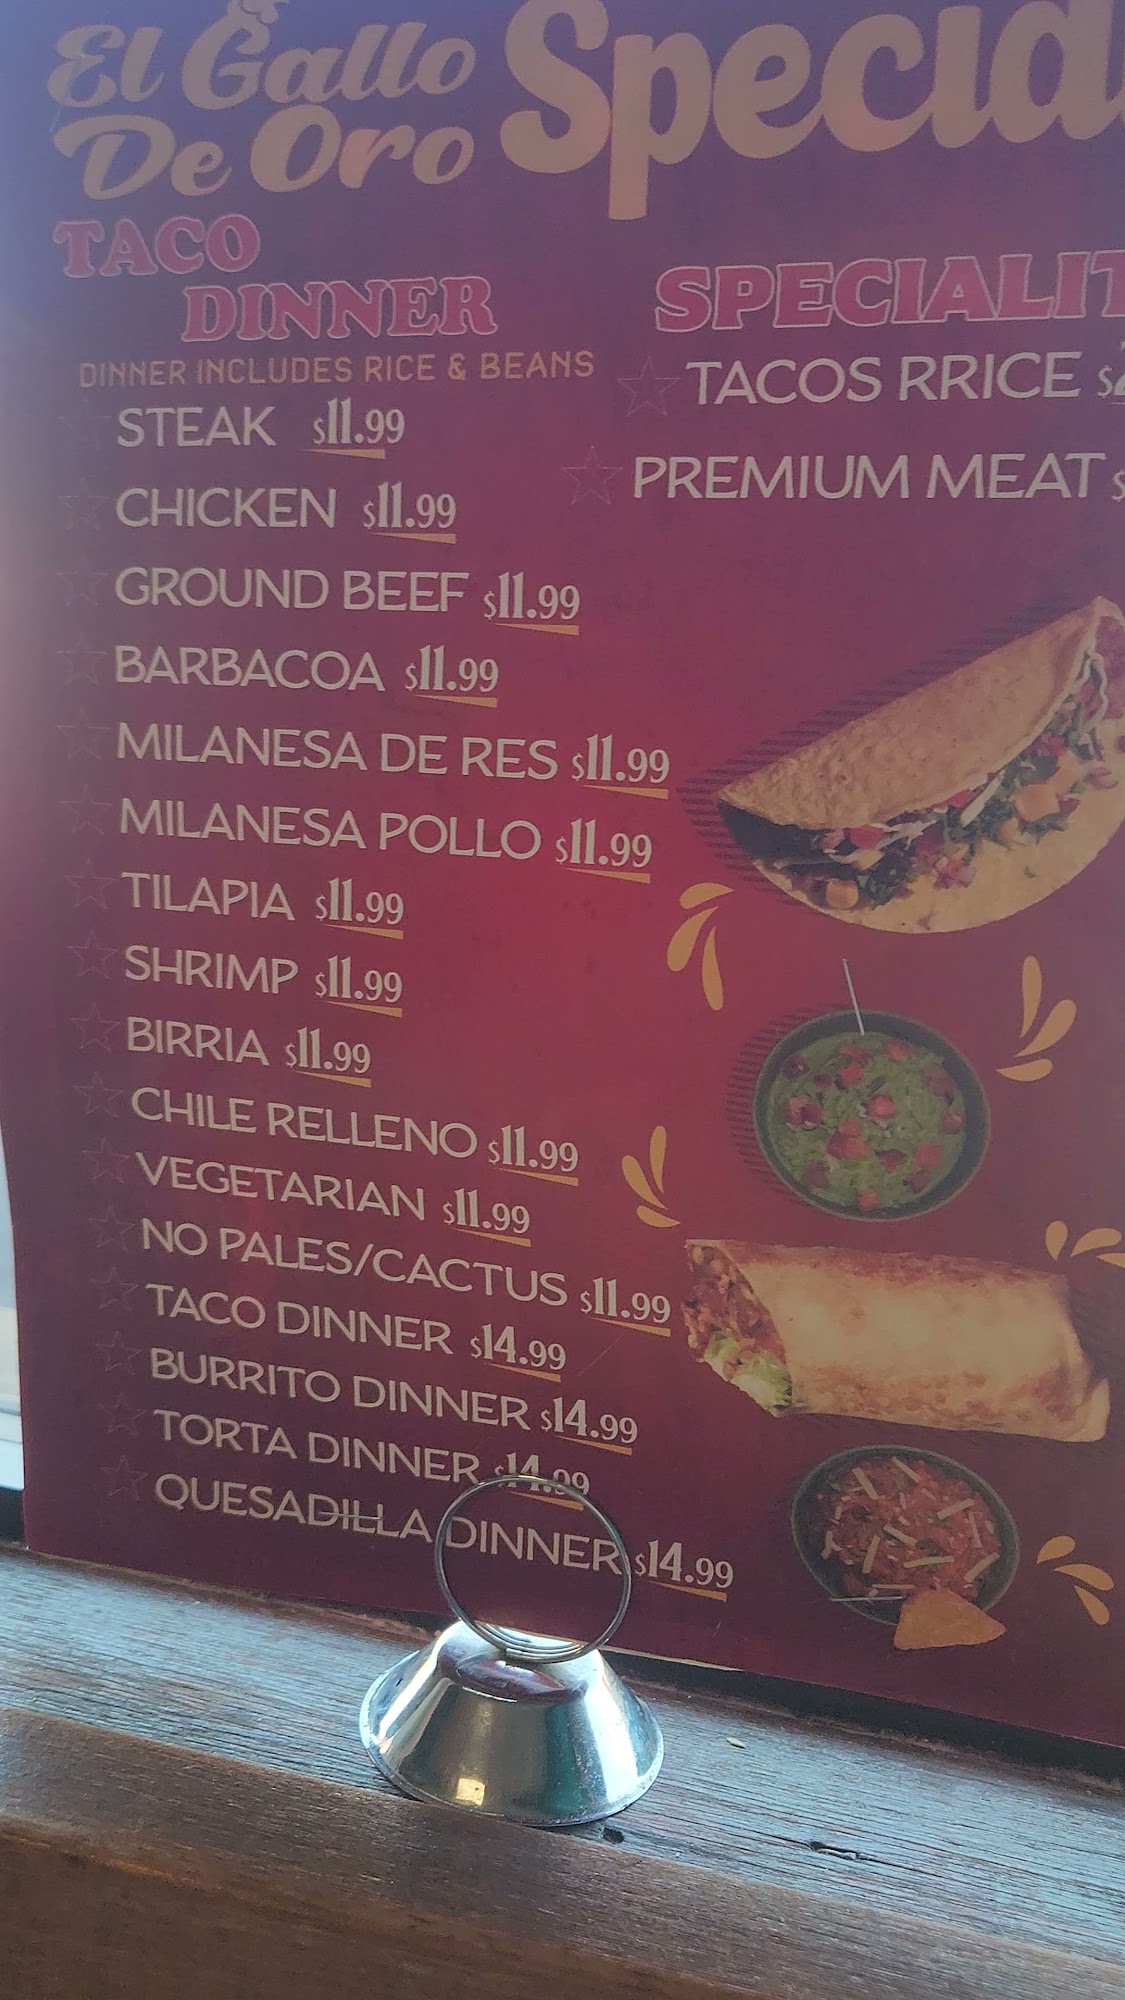 El Gallo
De Oro
TACO
DINNER
DINNER INCLUDES RICE & BEANS
STEAK $11.99
CHICKEN $11.99
GROUND BEEF $11.99
BARBACOA $11.99
MILANESA DE RES $11.99
MILANESA POLLO $11.99
TILAPIA $11.99
SHRIMP $11.99
BIRRIA $11.99
CHILE RELLENO $11.99
VEGETARIAN $11.99
NO PALES/CACTUS $11.99
TACO DINNER $14.99
BURRITO DINNER $14.99
TORTA DINNER $14.99
QUESADILLA DINNER $14.99
TACOS RRICE
PREMIUM MEAT $